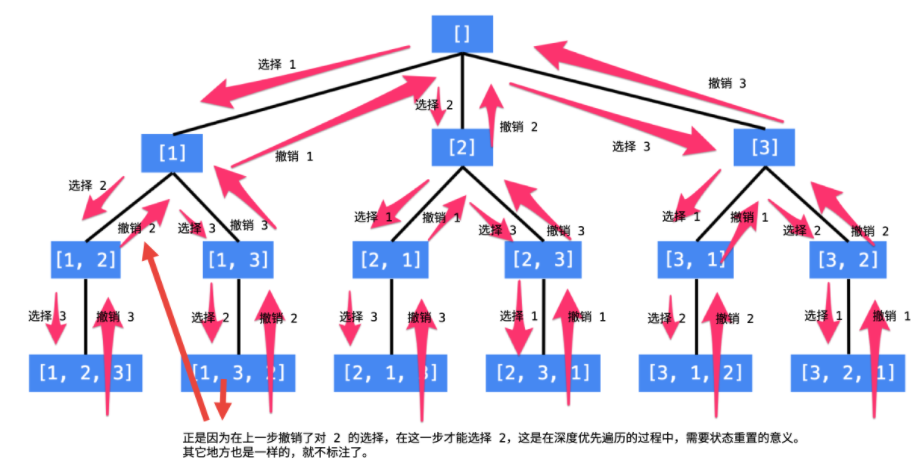 []
选择 1
撤销 3
选择 2
撤销 2
撤销 1
选择 3
[1]
[2]
[3]
选择 2
撤销 2
选择 3
撤销 3
选择 1
撤销 1
选择 3
撤销 3
选择 1
撤销 1
选择 2
撤销 2
[1, 2]
[1, 3]
[2, 1]
[2, 3]
[3, 1]
[3, 2]
选择 3
撤销 3
选择 2
撤销 2
选择 3
撤销 3
选择 1
撤销 1
选择 2
撤销 2
选择 1
撤销 1
[1, 2, 3]
[1, 3, 2]
[2, 1, 3]
[2, 3, 1]
[3, 1, 2]
[3, 2, 1]
正是因为在上一步撤销了对 2 的选择，在这一步才能选择 2，这是在深度优先遍历的过程中，需要状态重置的意义。
其它地方也是一样的，就不标注了。